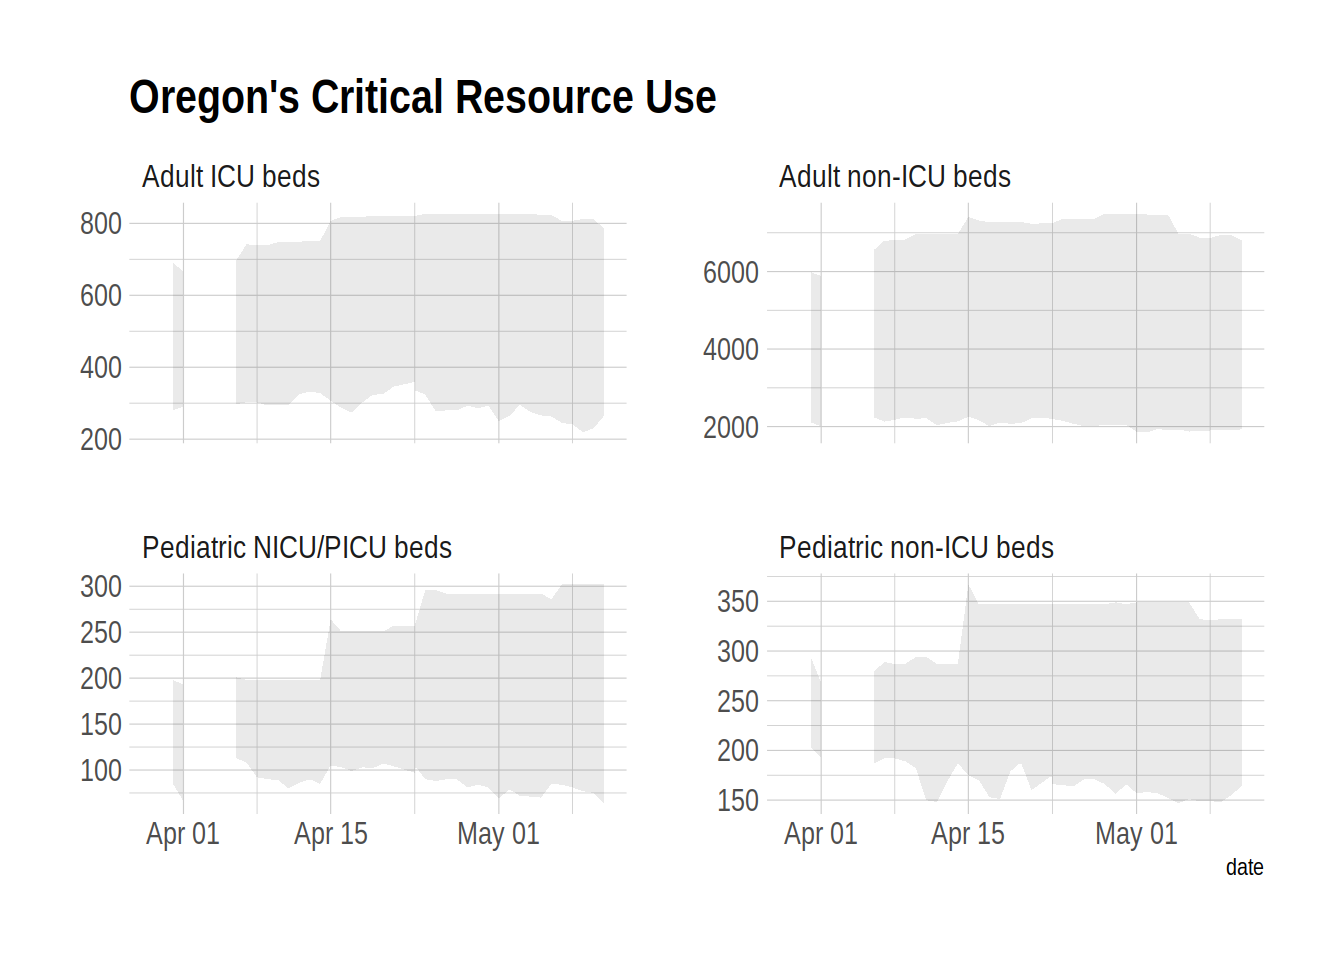 Oregon's Critical Resource Use
Adult ICU beds
Adult non-ICU beds
800
600
400
200
6000
4000
2000
Pediatric NICU/PICU beds
Pediatric non-ICU beds
300
250
200
150
100
350
300
250
200
150
Apr 01
Apr 15
May 01
Apr 01
Apr 15
May 01
date